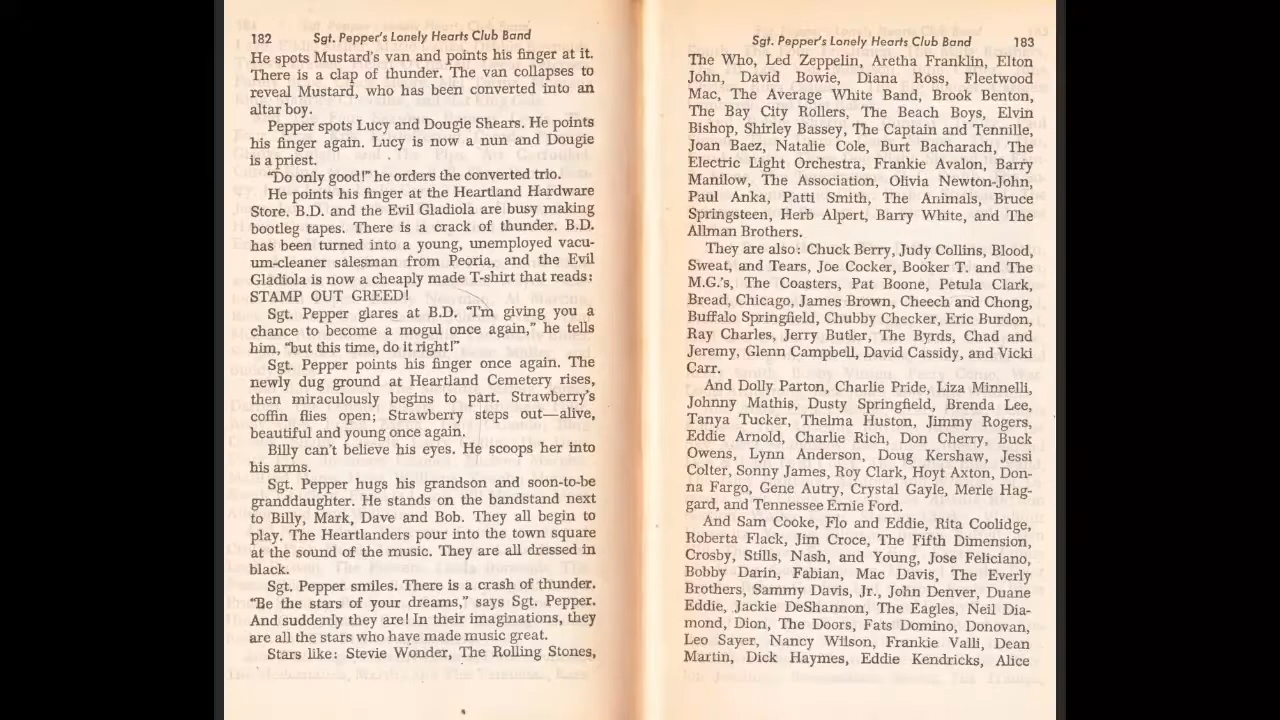 182 Sgt. Pepper's Lonely Hearts Club Band
He spots Mustard's van and points his finger at it.
There is a clap of thunder. The van collapses to
reveal Mustard, who has been converted into an
altar boy.
Pepper spots Lucy and Dougie Shears. He points
his finger again. Lucy is now a nun and Dougie
is a priest.
"Do only good!" he orders the converted trio.
He points his finger at the Heartland Hardware
Store. B.D. and the Evil Gladiola are busy making
bootleg tapes. There is a crack of thunder. B.D.
has been turned into a young, unemployed vacu-
um-cleaner salesman from Peoria, and the Evil
Gladiola is now a cheaply made T-shirt that reads:
STAMP OUT GREED!
Sgt. Pepper glares at B.D. "I'm giving you a
chance to become a mogul once again," he tells
him, "but this time, do it right!"
Sgt. Pepper points his finger once again. The
newly dug ground at Heartland Cemetery rises,
then miraculously begins to part. Strawberry's
coffin flies open; Strawberry steps out—alive,
beautiful and young once again.
Billy can't believe his eyes. He scoops her into
his arms.
Sgt. Pepper hugs his grandson and soon-to-be
granddaughter. He stands on the bandstand next
to Billy, Mark, Dave and Bob. They all begin to
play. The Heartlanders pour into the town square
at the sound of the music. They are all dressed in
black.
Sgt. Pepper smiles. There is a crash of thunder.
"Be the stars of your dreams," says Sgt. Pepper.
And suddenly they are! In their imaginations, they
are all the stars who have made music great.
Stars like: Stevie Wonder, The Rolling Stones,
Sgt. Pepper's Lonely Hearts Club Band 183
The Who, Led Zeppelin, Aretha Franklin, Elton
John, David Bowie, Diana Ross, Fleetwood
Mac, The Average White Band, Brook Benton,
The Bay City Rollers, The Beach Boys, Elvin
Bishop, Shirley Bassey, The Captain and Tennille,
Joan Baez, Natalie Cole, Burt Bacharach, The
Electric Light Orchestra, Frankie Avalon, Barry
Manilow, The Association, Olivia Newton-John,
Paul Anka, Patti Smith, The Animals, Bruce
Springsteen, Herb Alpert, Barry White, and The
Allman Brothers.
They are also: Chuck Berry, Judy Collins, Blood,
Sweat, and Tears, Joe Cocker, Booker T. and The
M.G.'s, The Coasters, Pat Boone, Petula Clark,
Bread, Chicago, James Brown, Cheech and Chong,
Buffalo Springfield, Chubby Checker, Eric Burdon,
Ray Charles, Jerry Butler, The Byrds, Chad and
Jeremy, Glenn Campbell, David Cassidy, and Vicki
Carr.
And Dolly Parton, Charlie Pride, Liza Minnelli,
Johnny Mathis, Dusty Springfield, Brenda Lee,
Tanya Tucker, Thelma Huston, Jimmy Rogers,
Eddie Arnold, Charlie Rich, Don Cherry, Buck
Owens, Lynn Anderson, Doug Kershaw, Jessi
Colter, Sonny James, Roy Clark, Hoyt Axton, Don-
na Fargo, Gene Autry, Crystal Gayle, Merle Hag-
gard, and Tennessee Ernie Ford.
And Sam Cooke, Flo and Eddie, Rita Coolidge,
Roberta Flack, Jim Croce, The Fifth Dimension,
Crosby, Stills, Nash, and Young, Jose Feliciano,
Bobby Darin, Fabian, Mac Davis, The Everly
Brothers, Sammy Davis, Jr., John Denver, Duane
Eddie, Jackie DeShannon, The Eagles, Neil Dia-
mond, Dion, The Doors, Fats Domino, Donovan,
Leo Sayer, Nancy Wilson, Frankie Valli, Dean
Martin, Dick Haymes, Eddie Kendricks, Alice